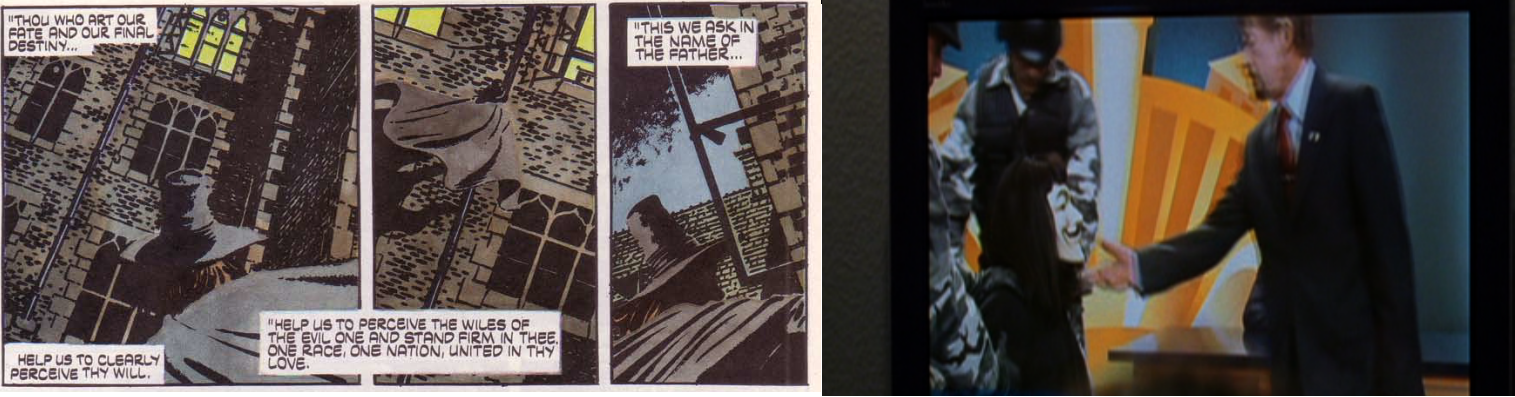 "THOU WHO ART OUR
FATE AND OUR FINAL
DESTINY...
HELP US TO CLEARLY
PERCEIVE THY WILL.
"HELP US TO PERCEIVE THE WILES OF
THE EVIL ONE AND STAND FIRM IN THEE.
ONE RACE, ONE NATION, UNITED IN THY
LOVE.
"THIS WE ASK IN
THE NAME OF
THE FATHER...